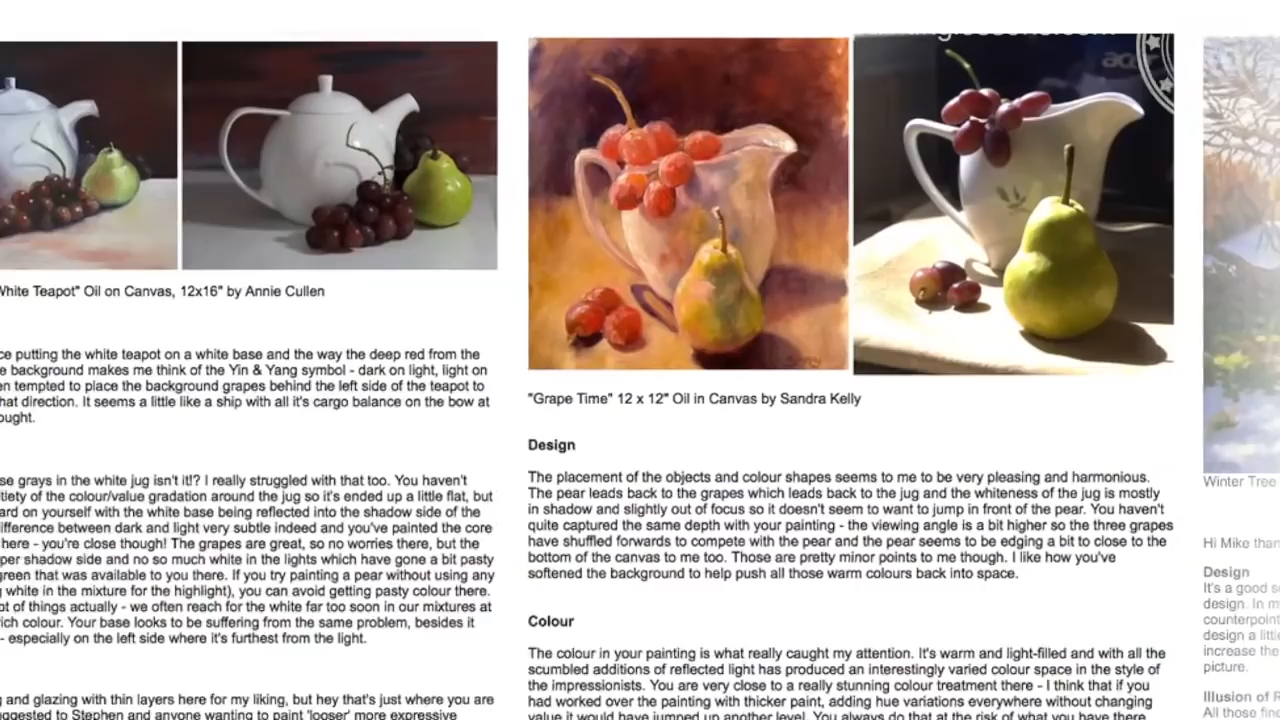 White Teapot" Oil on Canvas, 12x16" by Annie Cullen
putting the white teapot on a white base and the way the deep red from the
background makes me think of the Yin & Yang symbol - dark on light, light on
tempted to place the background grapes behind the left side of the teapot to
that direction. It seems a little like a ship with all it's cargo balance on the bow at
grays in the white jug isn't it!? I really struggled with that too. You haven't
of the colour/value gradation around the jug so it's ended up a little flat, but
on yourself with the white base being reflected into the shadow side of the
difference between dark and light very subtle indeed and you've painted the core
here - you're close though! The grapes are great, so no worries there, but the
shadow side and no so much white in the lights which have gone a bit pasty
green that was available to you there. If you try painting a pear without using any
white in the mixture for the highlight), you can avoid getting pasty colour there.
of things actually - we often reach for the white far too soon in our mixtures at
colour. Your base looks to be suffering from the same problem, besides it
- especially on the left side where it's furthest from the light.
and glazing with thin layers here for my liking, but hey that's just where you are
to Stephen and anyone wanting to paint 'looser' more expressive
acer
"Grape Time" 12 x 12" Oil in Canvas by Sandra Kelly
Design
The placement of the objects and colour shapes seems to me to be very pleasing and harmonious.
The pear leads back to the grapes which leads back to the jug and the whiteness of the jug is mostly
in shadow and slightly out of focus so it doesn't seem to want to jump in front of the pear. You haven't
quite captured the same depth with your painting - the viewing angle is a bit higher so the three grapes
have shuffled forwards to compete with the pear and the pear seems to be edging a bit to close to the
bottom of the canvas to me too. Those are pretty minor points to me though. I like how you've
softened the background to help push all those warm colours back into space.
Colour
The colour in your painting is what really caught my attention. It's warm and light-filled and with all the
scumbled additions of reflected light has produced an interestingly varied colour space in the style of
the impressionists. You are very close to a really stunning colour treatment there - I think that if you
had worked over the painting with thicker paint, adding hue variations everywhere without changing
value it would have jumped up another level. You always do that at the risk of what you have there
Winter Tree
Hi Mike than
Design
It's a good
design. In
counterpoint
design a
increase the
picture.
Illusion of
All those